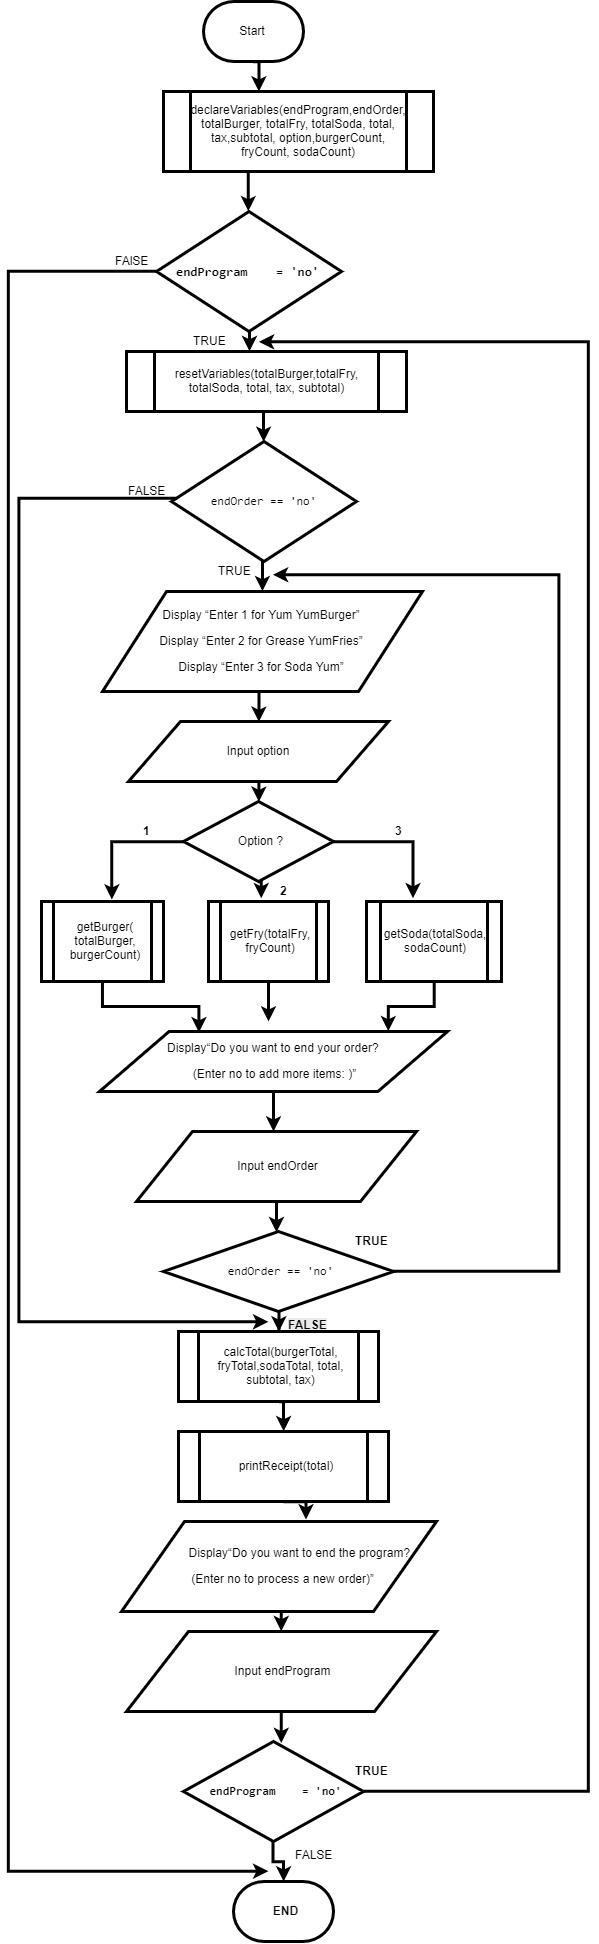 Start
declareVariables(endProgram,endOrder,
totalBurger, totalFry, totalSoda, total,
tax,subtotal, option,burgerCount,
fryCount, sodaCount)
FAISE
endProgram = 'no'
TRUE
resetVariables(totalBurger,totalFry,
totalSoda, total, tax, subtotal)
FALSE
endOrder == 'no'
TRUE
Display “Enter 1 for Yum YumBurger”
Display “Enter 2 for Grease YumFries”
Display “Enter 3 for Soda Yum”
Input option
1
Option ?
3
2
getBurger(
totalBurger,
burgerCount)
getFry(totalFry,
fryCount)
getSoda(totalSoda,
sodaCount)
Display“Do you want to end your order?
(Enter no to add more items: )”
Input endOrder
TRUE
endOrder == 'no'
FALSE
calcTotal(burgerTotal,
fryTotal,sodaTotal, total,
subtotal, tax)
printReceipt(total)
Display“Do you want to end the program?
(Enter no to process a new order)”
Input endProgram
TRUE
endProgram = 'no'
FALSE
END